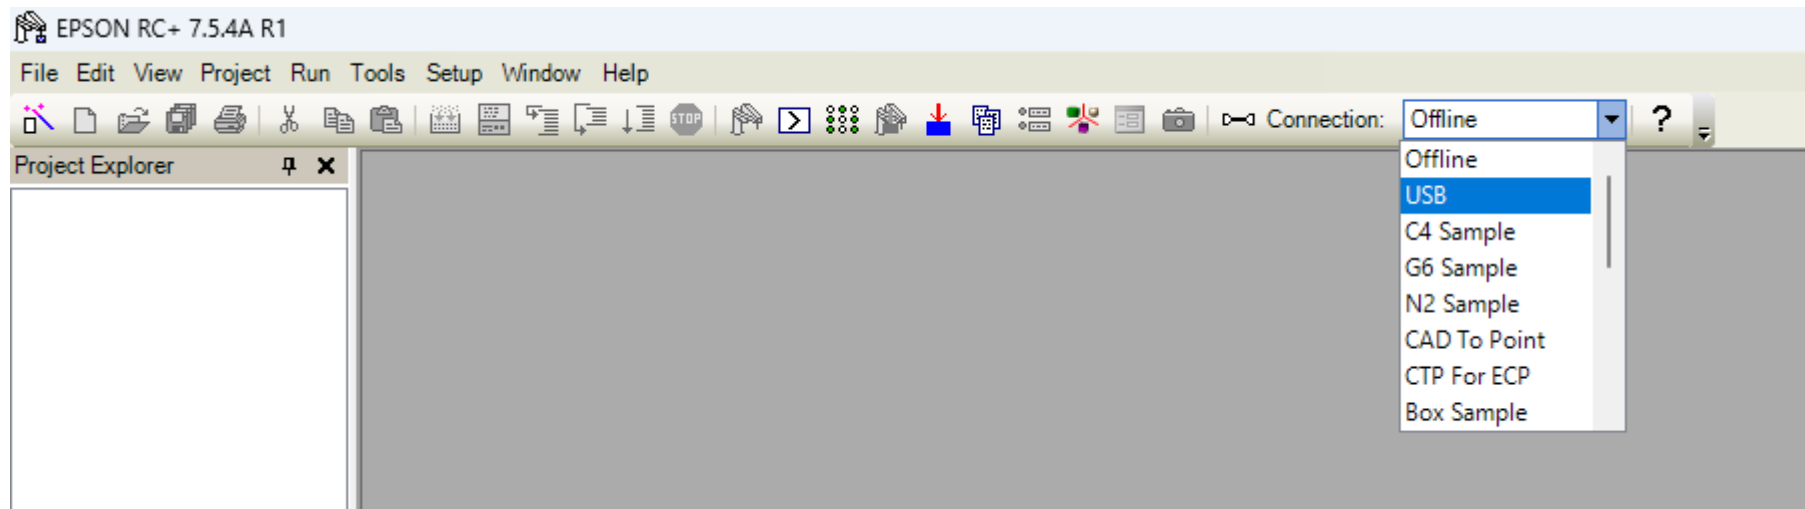 EPSON RC+ 7.5.4A R1
File Edit View Project Run Tools Setup Window Help
STOP Connection: Offline ?
Project Explorer
Offline
USB
C4 Sample
G6 Sample
N2 Sample
CAD To Point
CTP For ECP
Box Sample